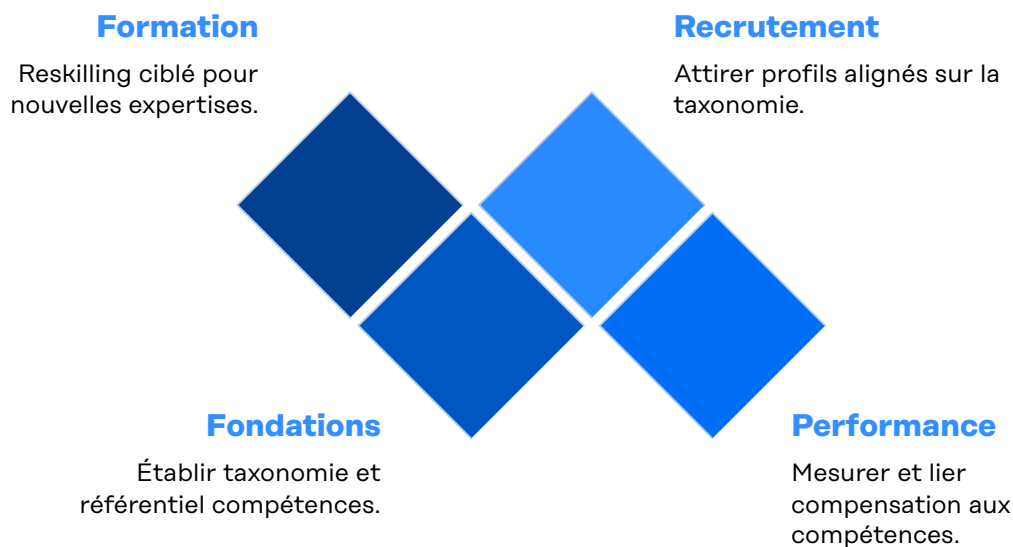 Formation
Reskilling ciblé pour
nouvelles expertises.
Recrutement
Attirer profils alignés sur la
taxonomie.
Fondations
Établir taxonomie et
référentiel compétences.
Performance
Mesurer et lier
compensation aux
compétences.